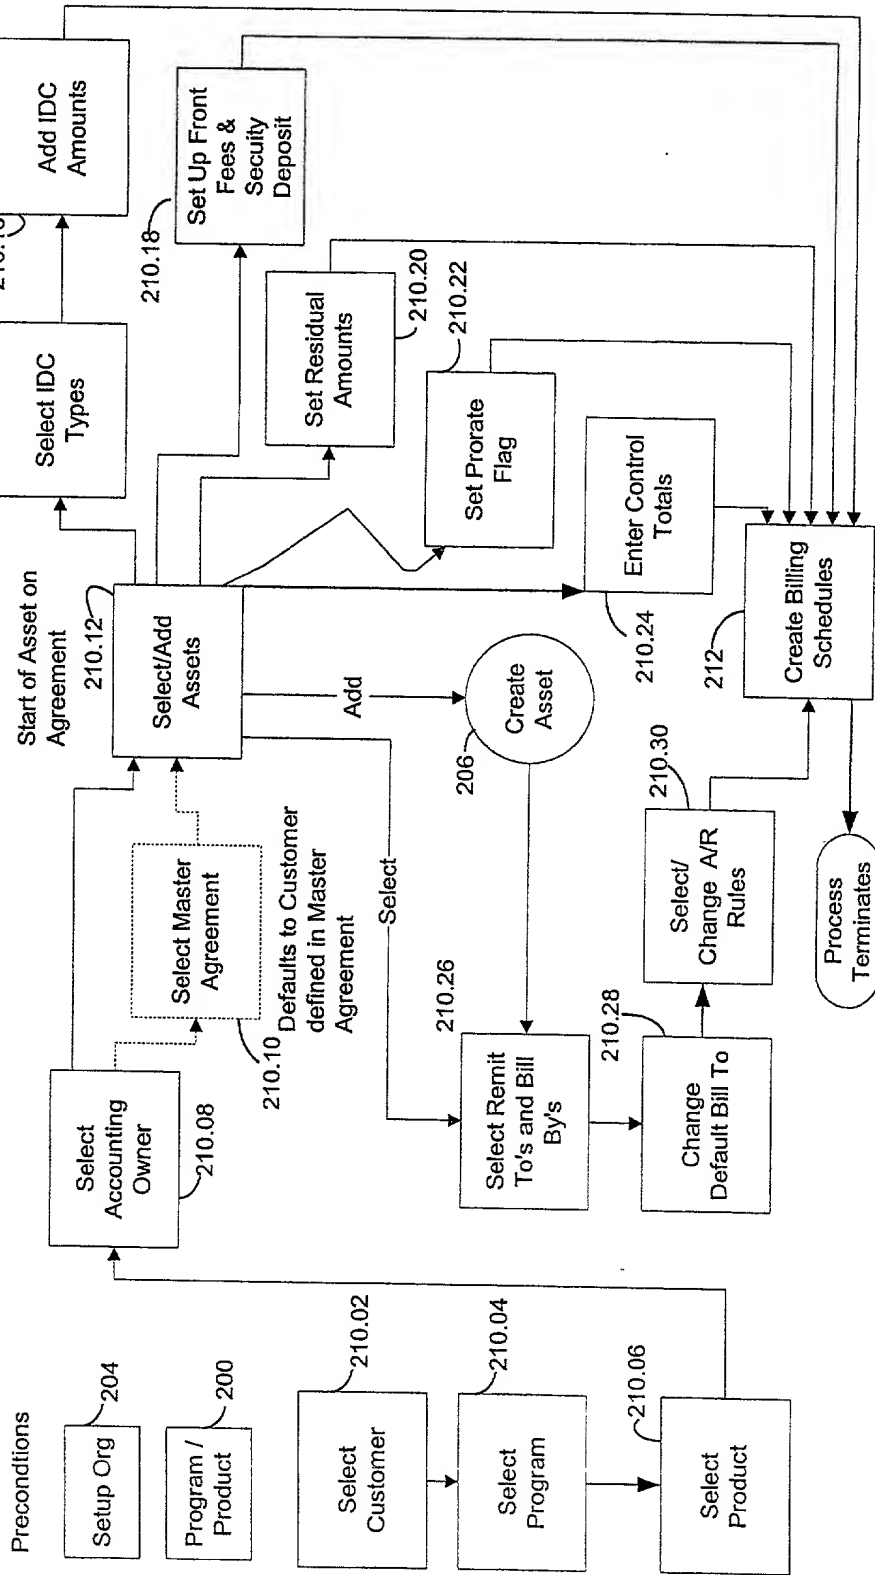 Precondtions
Setup Org
204
Program /
Product
200
Select
Customer
210.02
Select
Program
210.04
Select
Product
210.06
Select
Accounting
Owner
210.08
Select Master
Agreement
210.10
Defaults to Customer
defined in Master
Agreement
Start of Asset on
Agreement
210.12
Select/Add
Assets
Select
Add
Create
Asset
206
Select IDC
Types
Add IDC
Amounts
210.18
Set Up Front
Fees &
Secuity
Deposit
Set Residual
Amounts
210.20
Set Prorate
Flag
210.22
Enter Control
Totals
210.24
210.26
Select Remit
To's and Bill
By's
210.28
Change
Default Bill To
210.30
Select/
Change A/R
Rules
212
Create Billing
Schedules
Process
Terminates